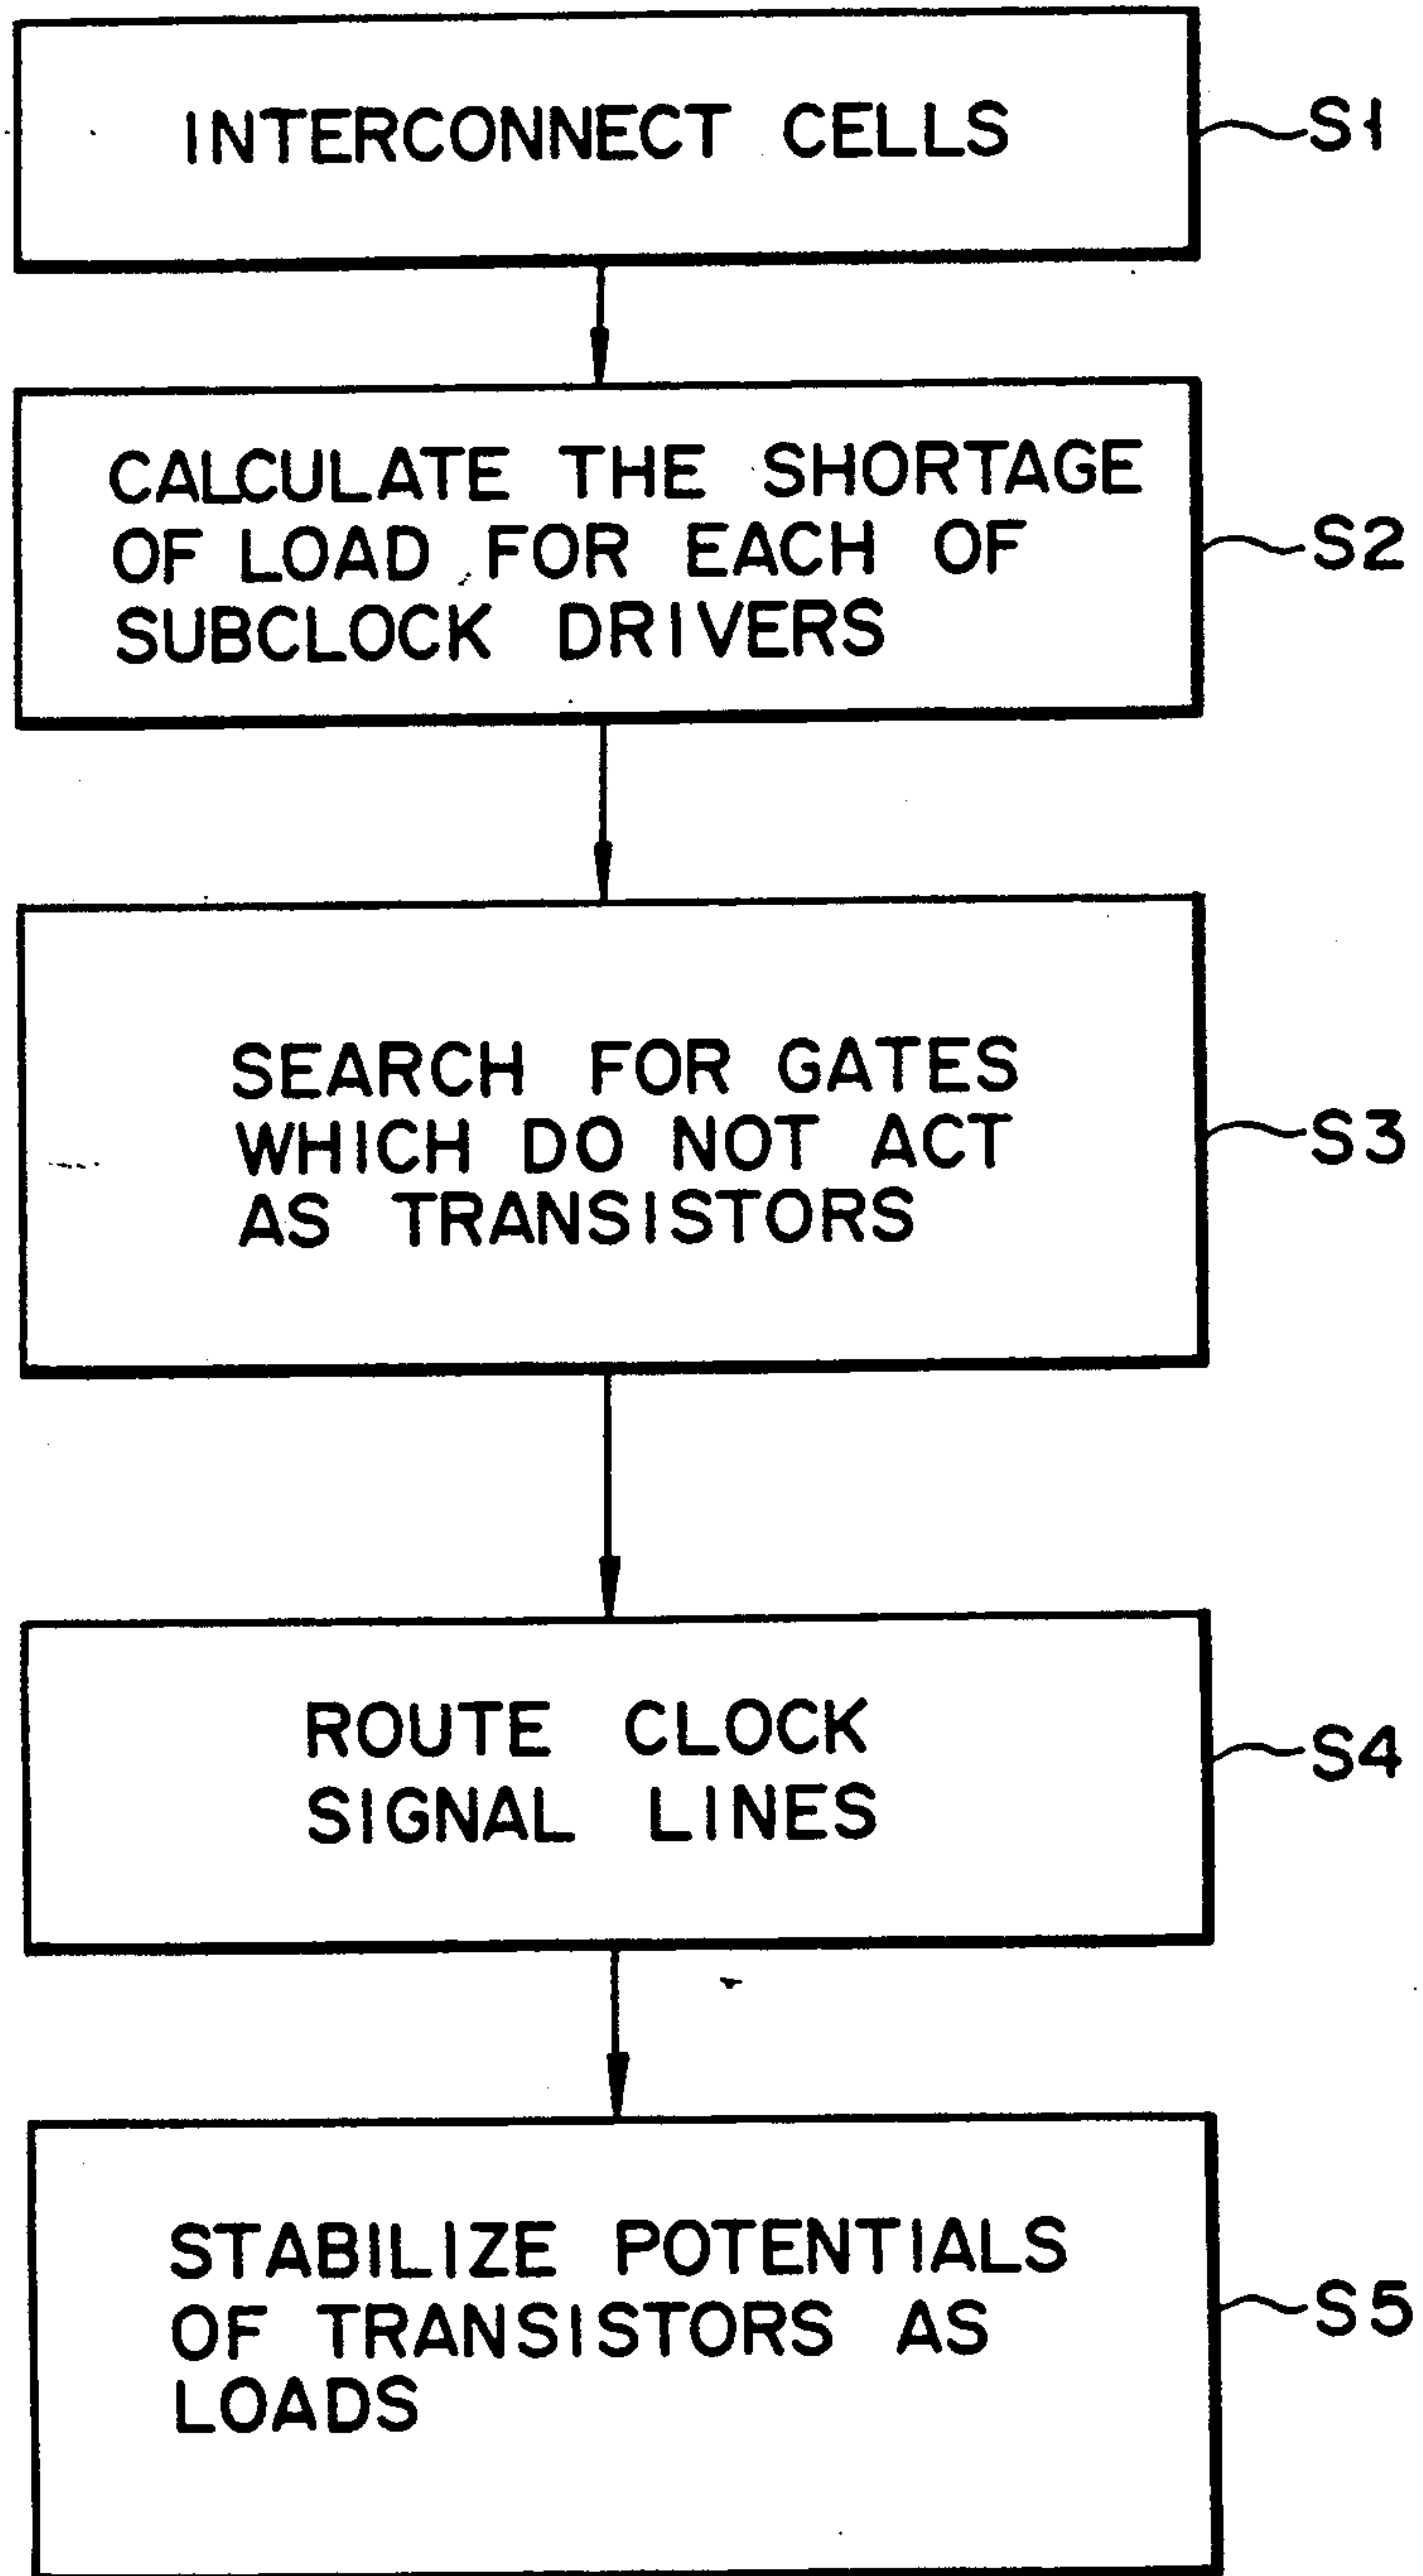 INTERCONNECT CELLS
S1
CALCULATE THE SHORTAGE
OF LOAD FOR EACH OF
SUBCLOCK DRIVERS
S2
SEARCH FOR GATES
WHICH DO NOT ACT
AS TRANSISTORS
S3
ROUTE CLOCK
SIGNAL LINES
S4
STABILIZE POTENTIALS
OF TRANSISTORS AS
LOADS
S5